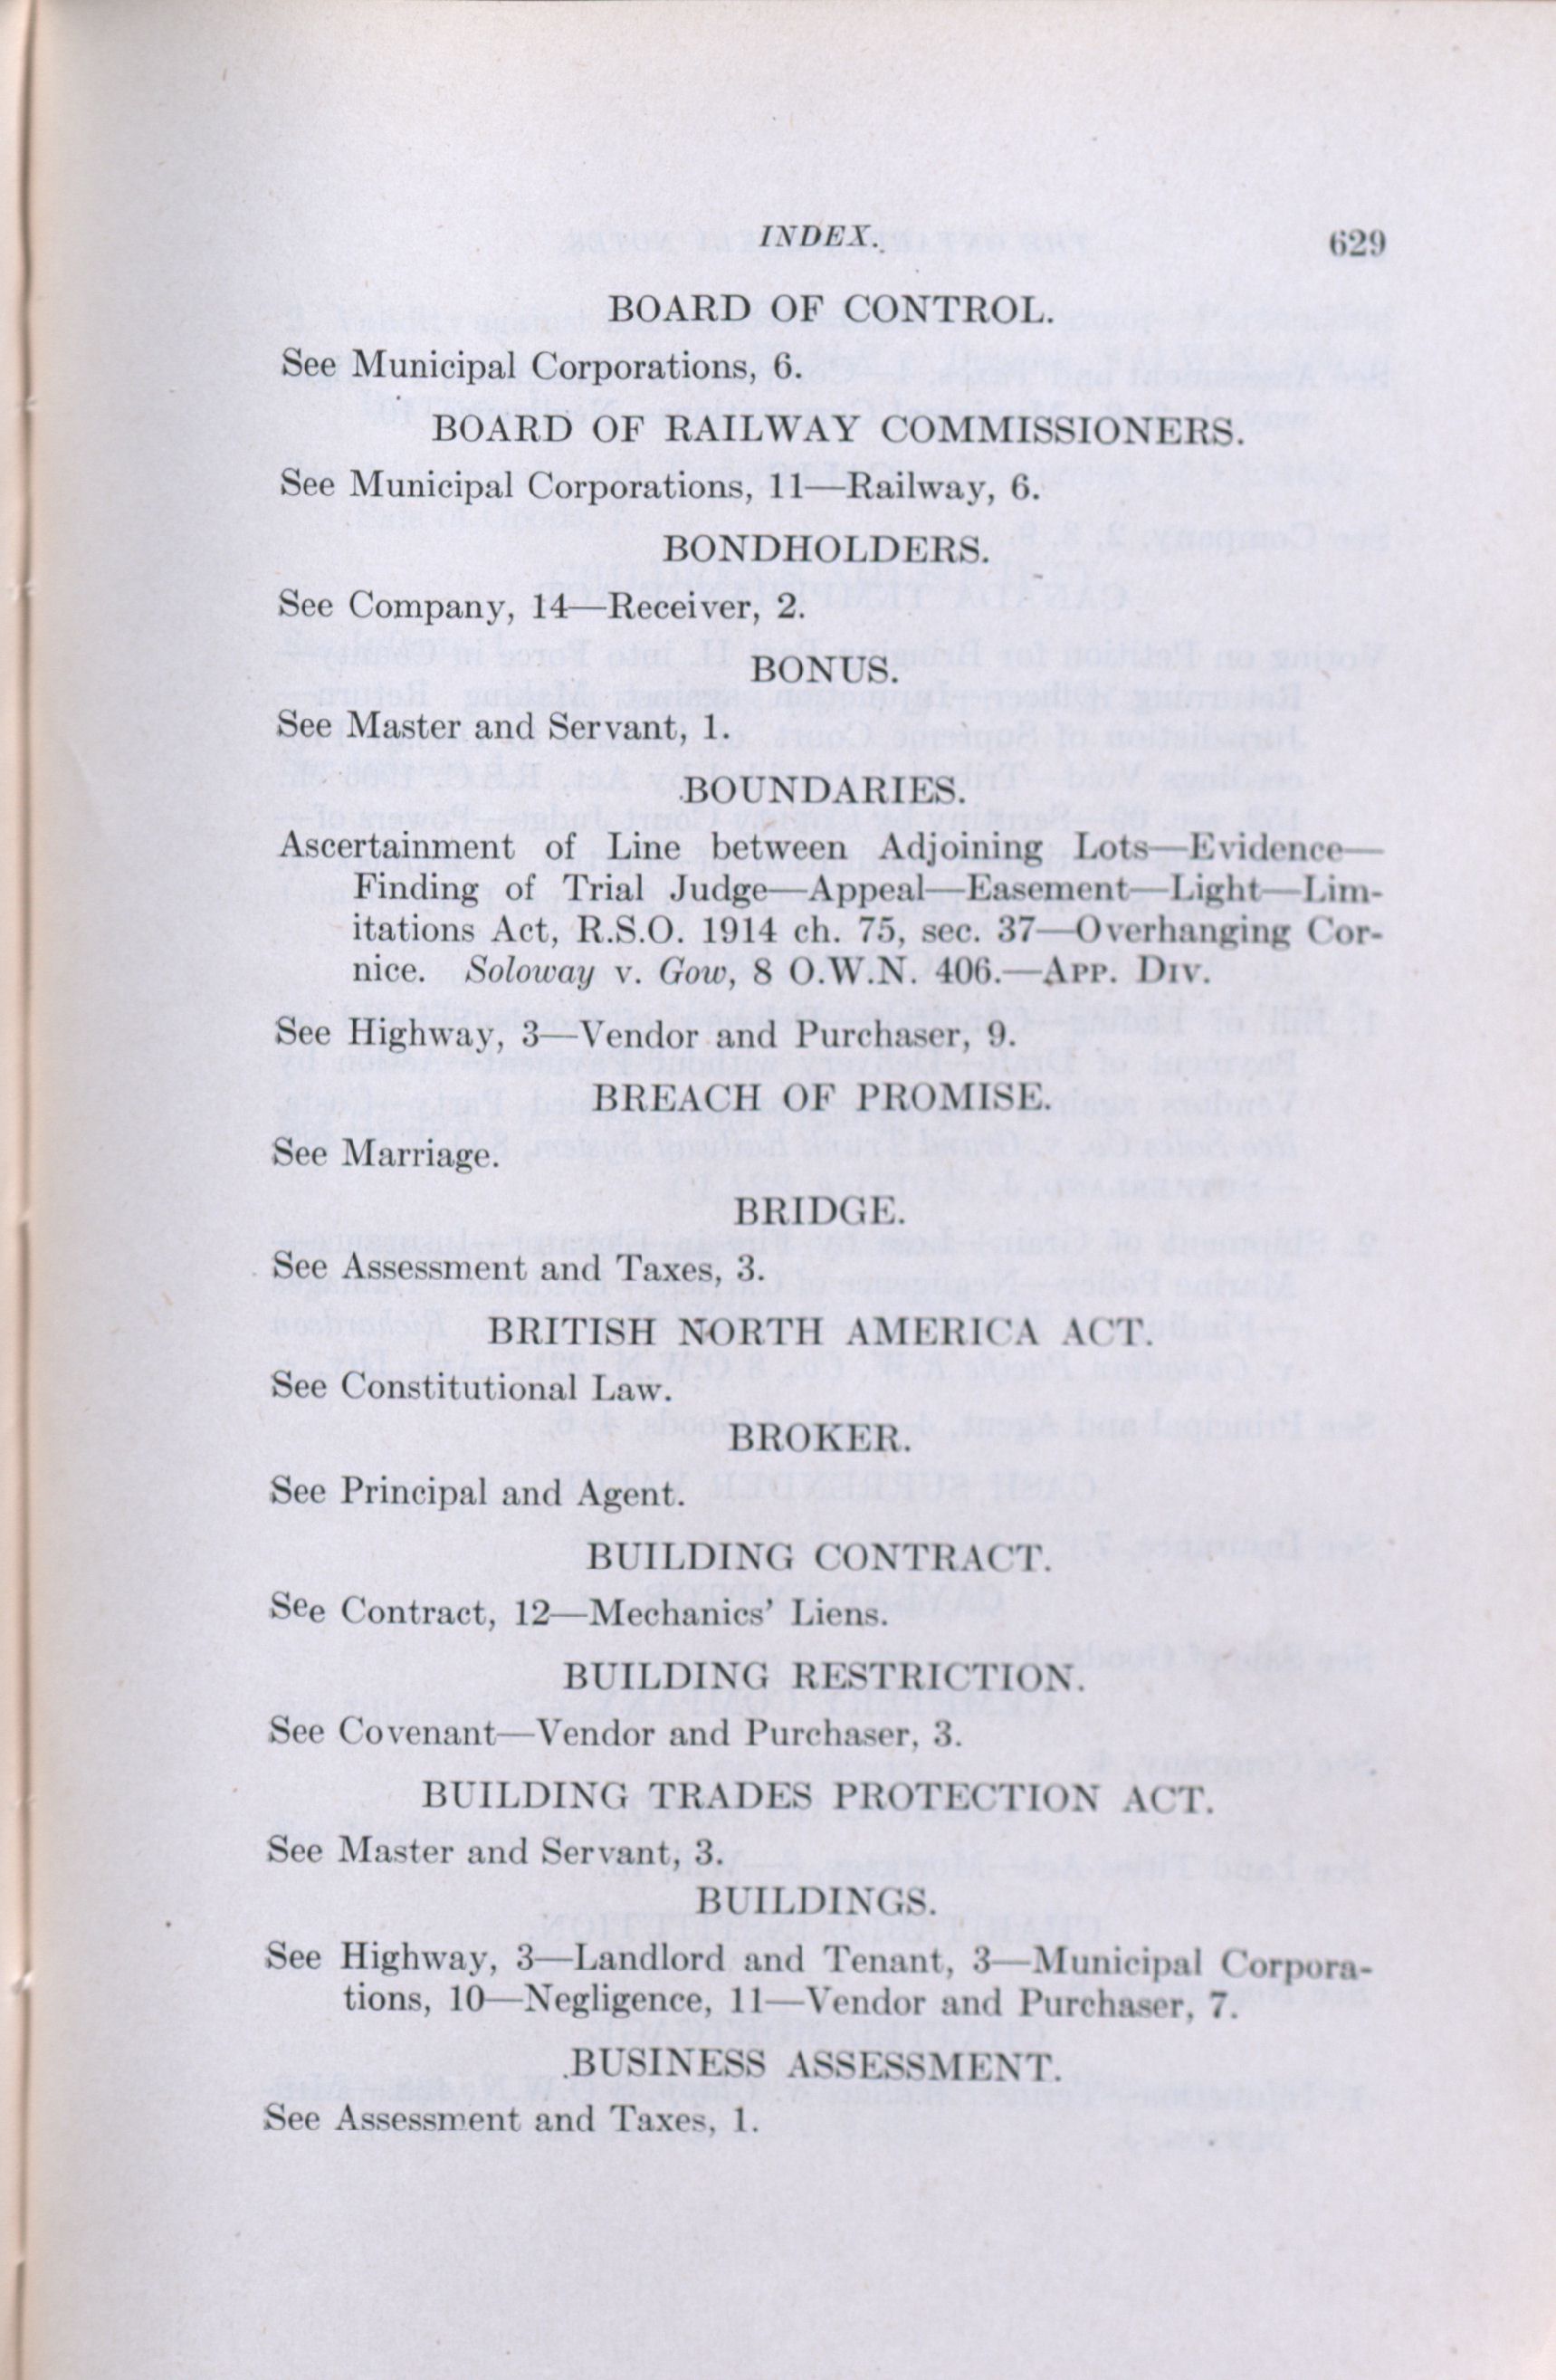 INDEX.
629
BOARD OF CONTROL.
See Municipal Corporations, 6.
BOARD OF RAILWAY COMMISSIONERS.
See Municipal Corporations, 11—Railway, 6.
BONDHOLDERS.
See Company, 14—Receiver, 2.
BONUS.
See Master and Servant, 1.
BOUNDARIES.
Ascertainment of Line between Adjoining Lots—Evidence—
Finding of Trial Judge—Appeal—Easement—Light—Lim-
itations Act, R.S.O. 1914 ch. 75, sec. 37—Overhanging Cor-
nice. Soloway v. Gow, 8 O.W.N. 406.—App. Div.
See Highway, 3—Vendor and Purchaser, 9.
BREACH OF PROMISE.
See Marriage.
BRIDGE.
See Assessment and Taxes, 3.
BRITISH NORTH AMERICA ACT.
See Constitutional Law.
BROKER.
See Principal and Agent.
BUILDING CONTRACT.
See Contract, 12—Mechanics' Liens.
BUILDING RESTRICTION.
See Covenant—Vendor and Purchaser, 3.
BUILDING TRADES PROTECTION ACT.
See Master and Servant, 3.
BUILDINGS.
See Highway, 3—Landlord and Tenant, 3—Municipal Corpora-
tions, 10—Negligence, 11—Vendor and Purchaser, 7.
BUSINESS ASSESSMENT.
See Assessment and Taxes, 1.